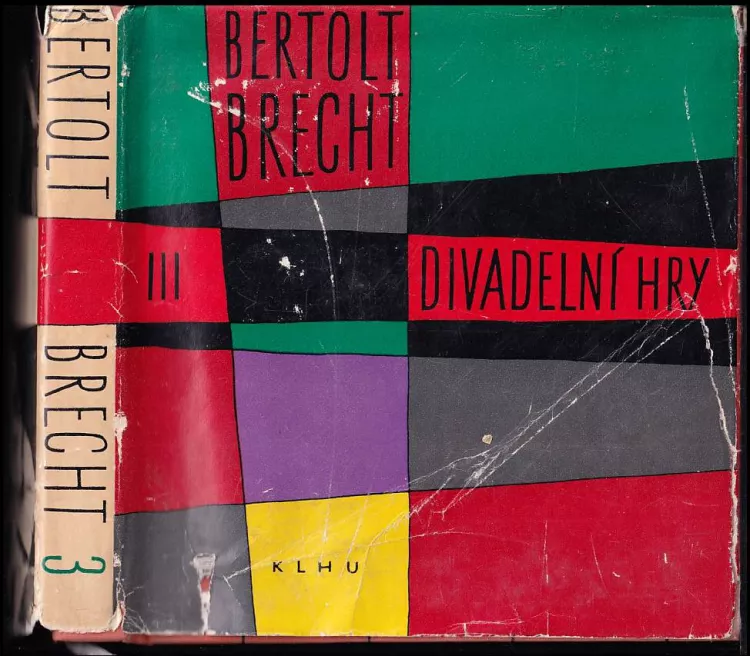 BERTOLT BRECHT 3
BERTOLT
BRECHT
III
DIVADELNÍ HRY
KLHU